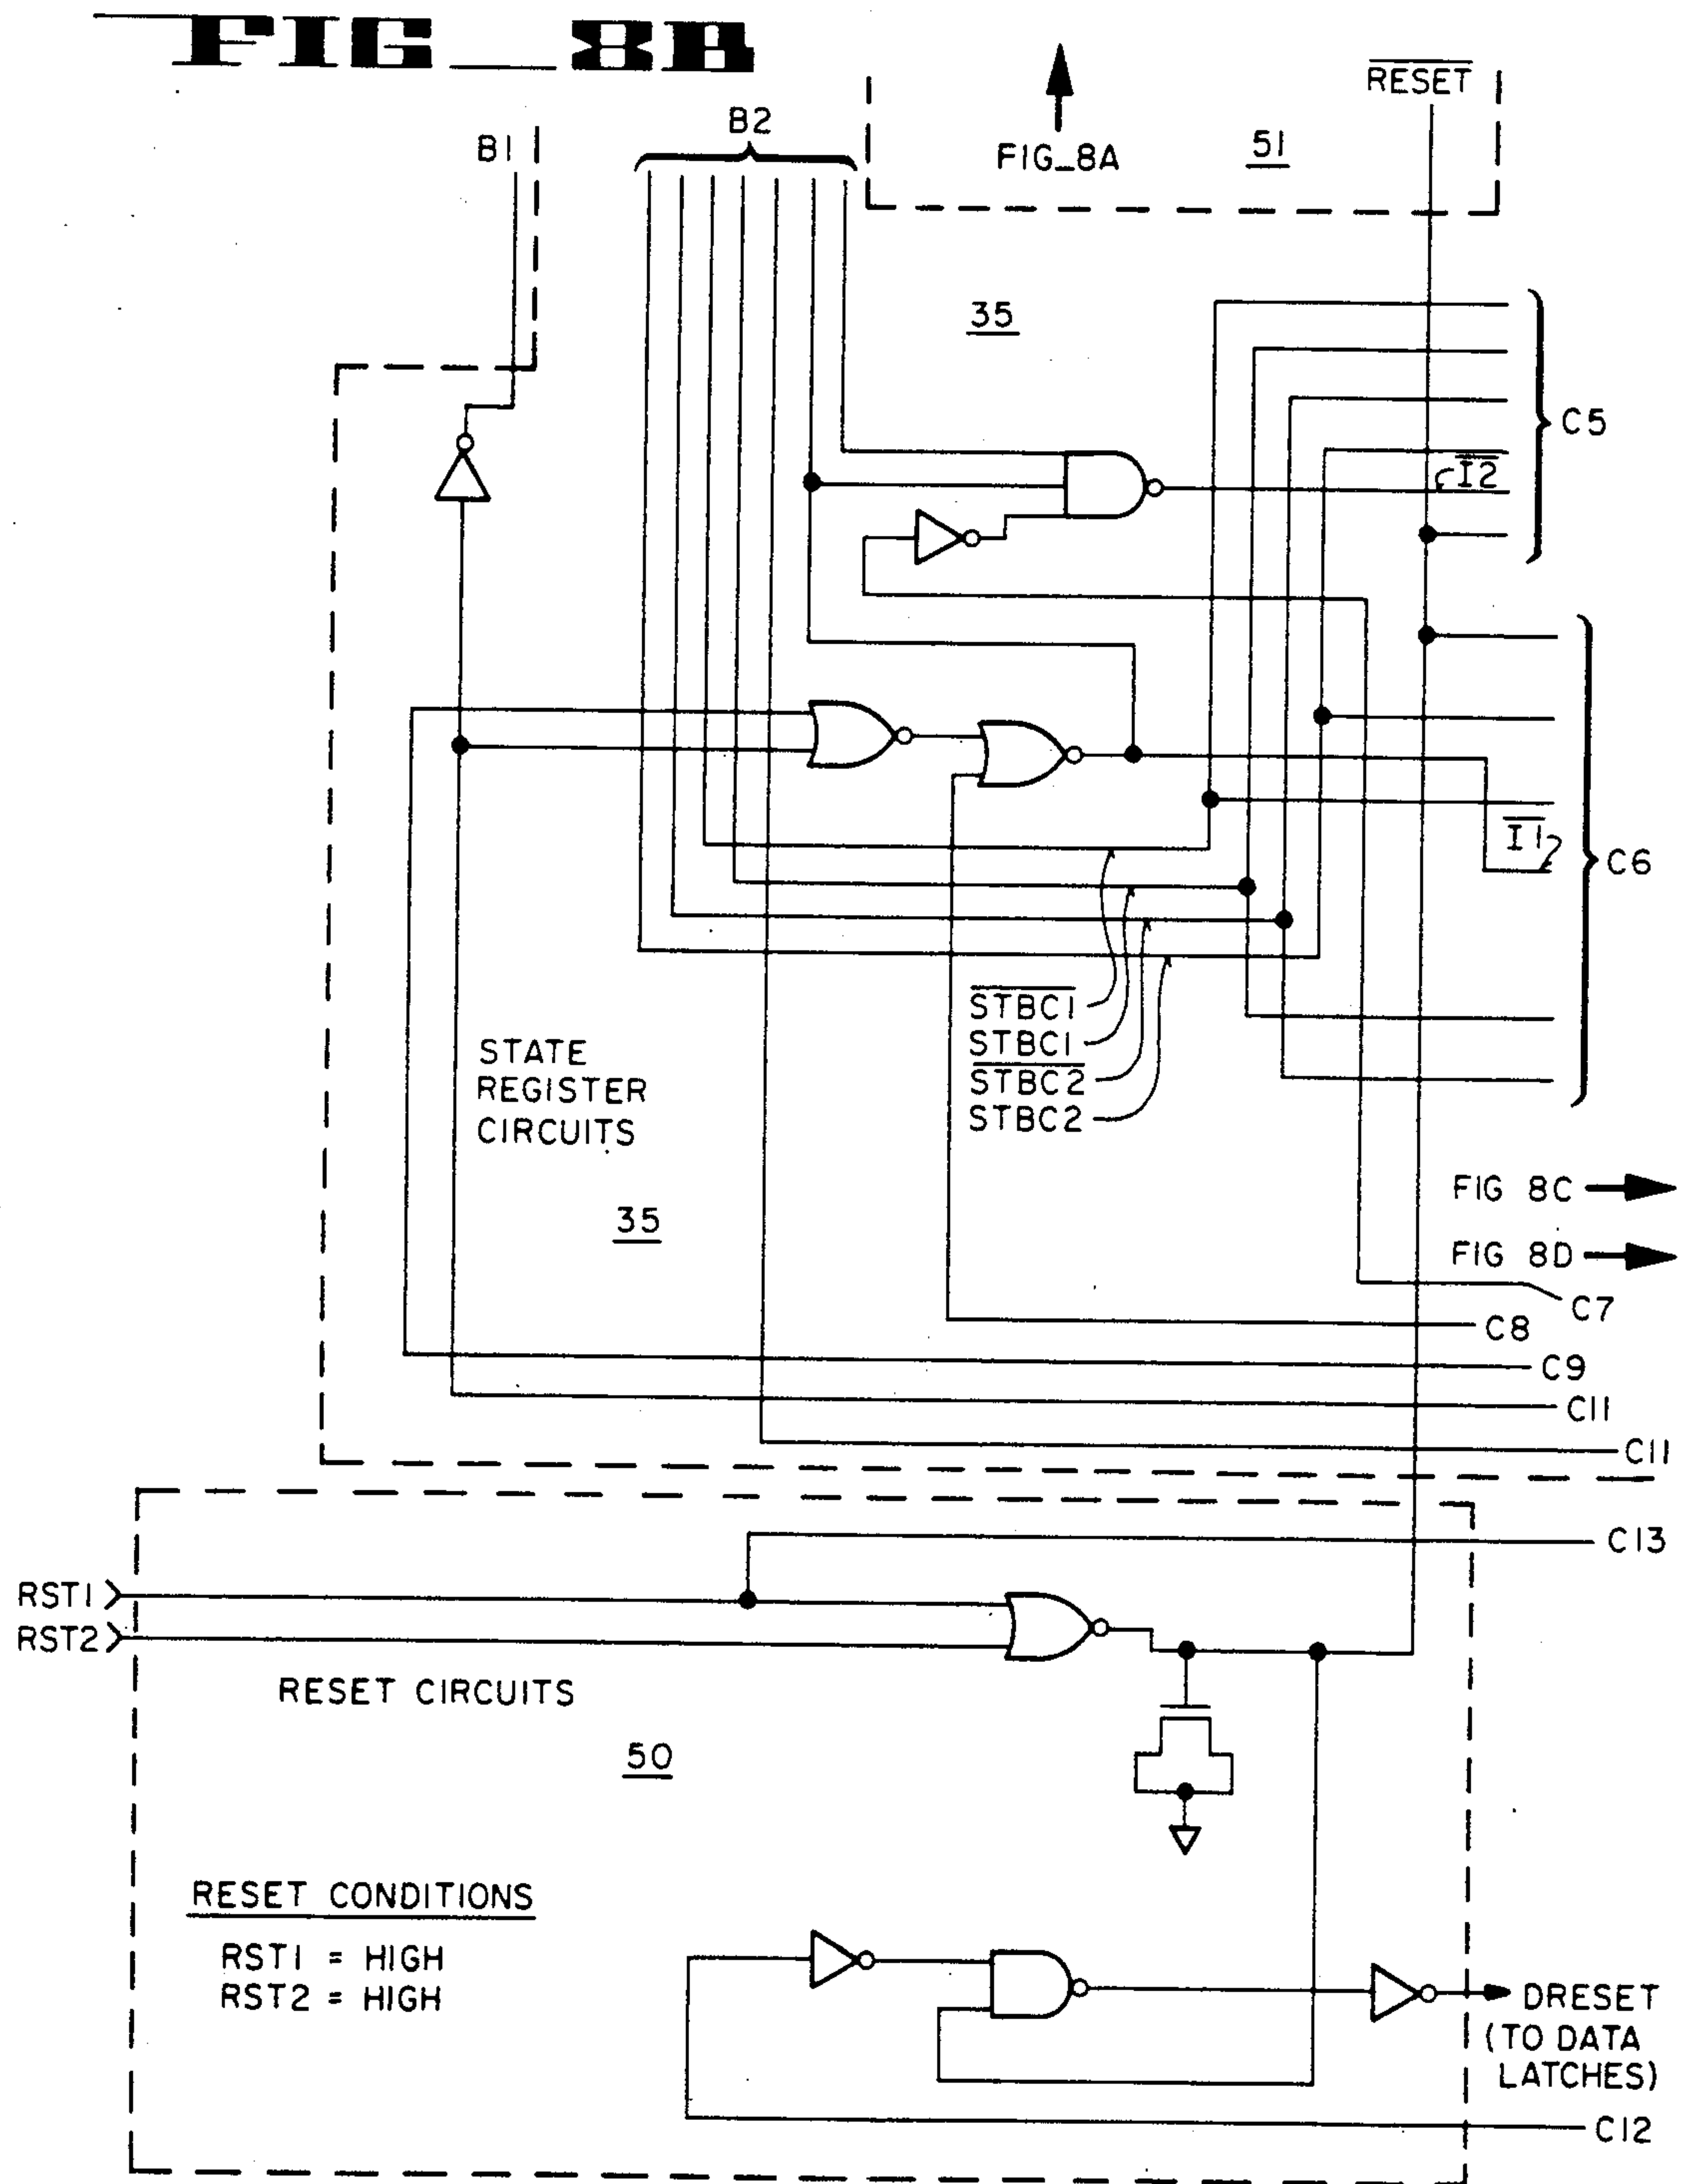 FIG_8B
RESET
B1
B2
FIG_8A
51
35
C5
I2
I1
C6
STBC1
STBC1
STBC2
STBC2
STATE
REGISTER
CIRCUITS
35
FIG 8C
FIG 8D
C7
C8
C9
C11
C11
C13
RST1
RST2
RESET CIRCUITS
50
RESET CONDITIONS
RST1 = HIGH
RST2 = HIGH
DRESET
(TO DATA
LATCHES)
C12